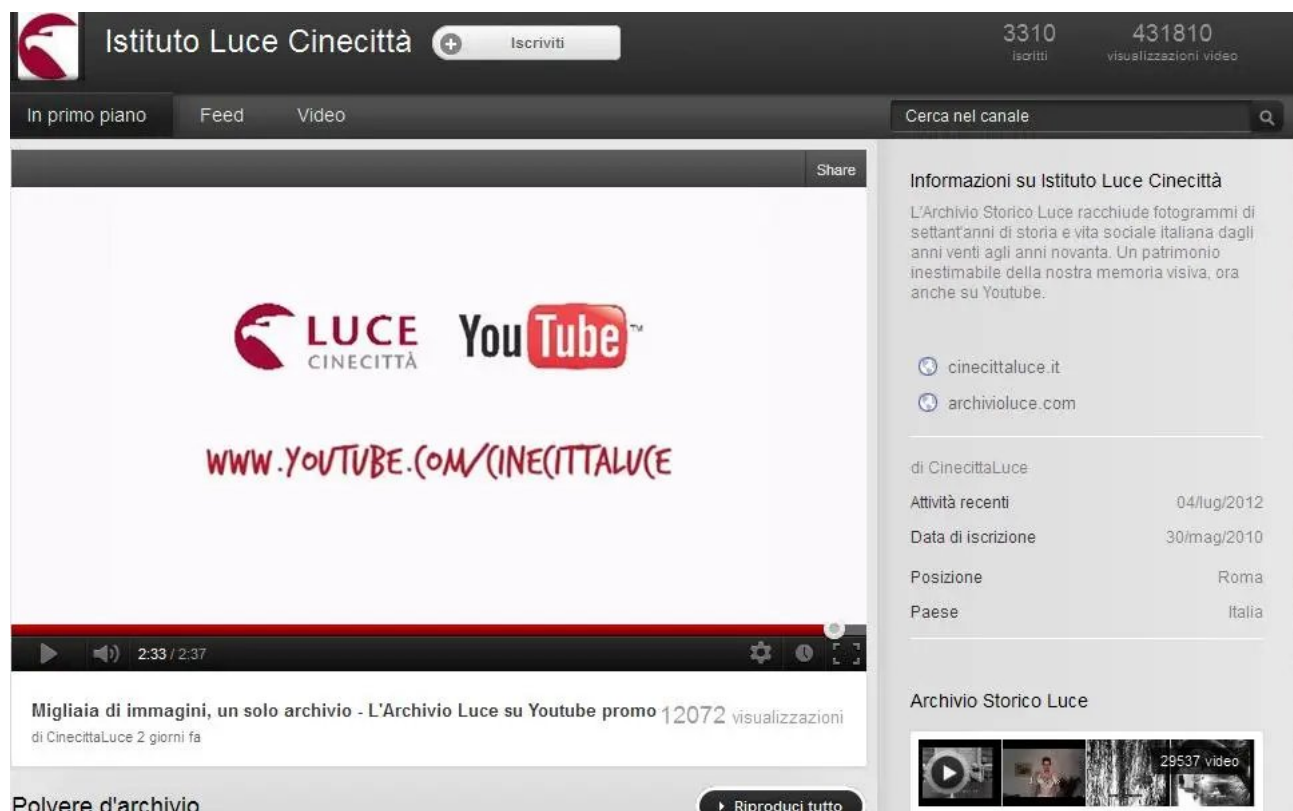 Istituto Luce Cinecittà
Iscriviti
3310
iscritti
431810
visualizzazioni video
In primo piano
Feed
Video
Cerca nel canale
Share
LUCE
CINECITTÀ
YouTube™
WWW.YOUTUBE.COM/CINECITTALUCE
2:33 / 2:37
Migliaia di immagini, un solo archivio - L'Archivio Luce su Youtube promo
12072 visualizzazioni
di CinecittaLuce 2 giorni fa
Polvere d'archivio
Riproduci tutto
Informazioni su Istituto Luce Cinecittà
L'Archivio Storico Luce racchiude fotogrammi di
settant'anni di storia e vita sociale italiana dagli
anni venti agli anni novanta. Un patrimonio
inestimabile della nostra memoria visiva, ora
anche su Youtube.
cinecittaluce.it
archivioluce.com
di CinecittaLuce
Attività recenti 04/lug/2012
Data di iscrizione 30/mag/2010
Posizione Roma
Paese Italia
Archivio Storico Luce
29537 video